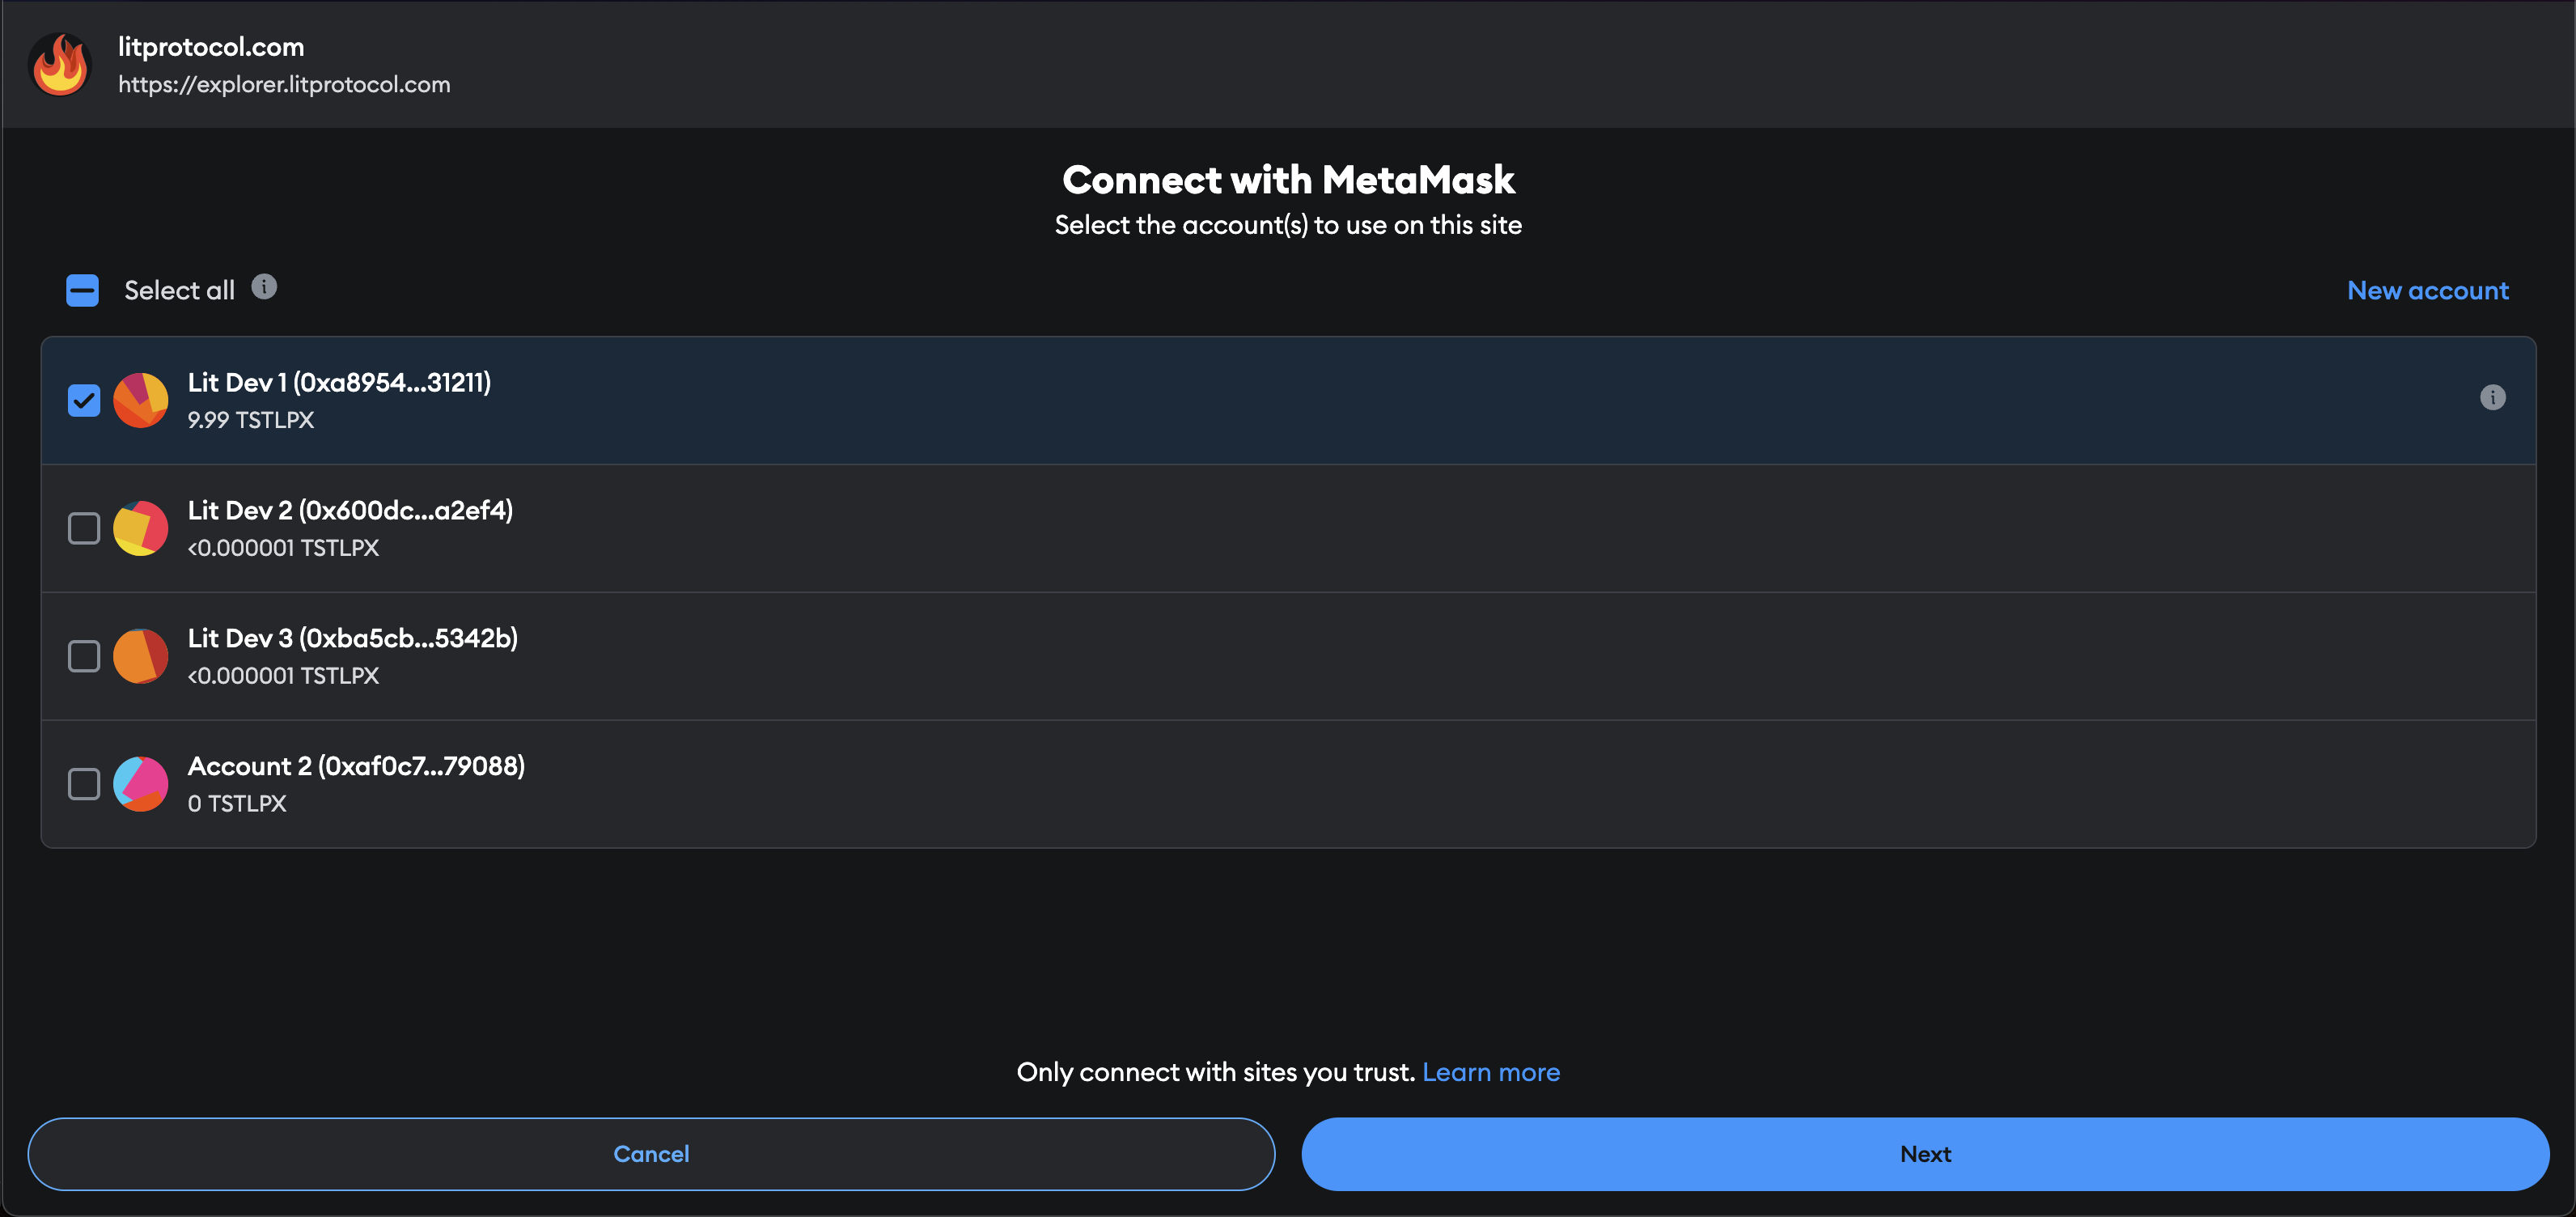 litprotocol.com
https://explorer.litprotocol.com
Connect with MetaMask
Select the account(s) to use on this site
Select all
New account
Lit Dev 1 (0xa8954...31211)
9.99 TSTLPX
Lit Dev 2 (0x600dc...a2ef4)
<0.000001 TSTLPX
Lit Dev 3 (0xba5cb...5342b)
<0.000001 TSTLPX
Account 2 (0xaf0c7...79088)
0 TSTLPX
Only connect with sites you trust. Learn more
Cancel
Next